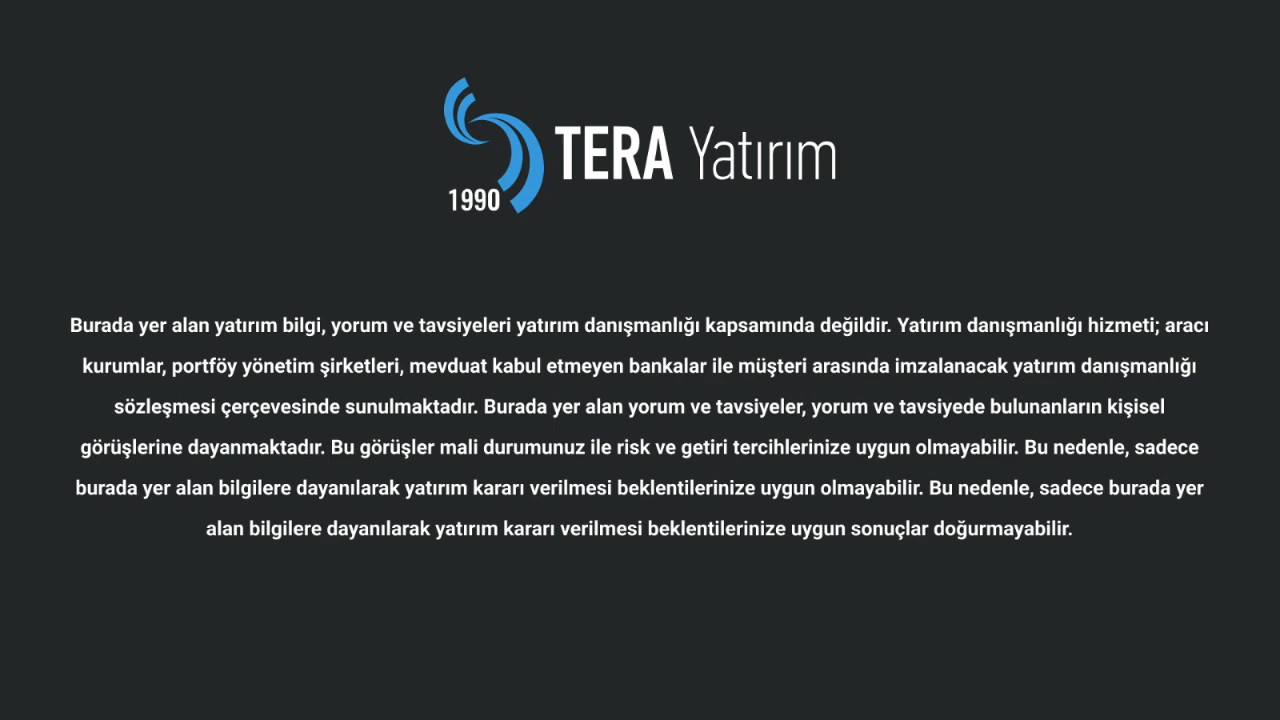 TERA Yatırım
1990
Burada yer alan yatırım bilgi, yorum ve tavsiyeleri yatırım danışmanlığı kapsamında değildir. Yatırım danışmanlığı hizmeti; aracı
kurumlar, portföy yönetim şirketleri, mevduat kabul etmeyen bankalar ile müşteri arasında imzalanacak yatırım danışmanlığı
sözleşmesi çerçevesinde sunulmaktadır. Burada yer alan yorum ve tavsiyeler, yorum ve tavsiyede bulunanların kişisel
görüşlerine dayanmaktadır. Bu görüşler mali durumunuz ile risk ve getiri tercihlerinize uygun olmayabilir. Bu nedenle, sadece
burada yer alan bilgilere dayanılarak yatırım kararı verilmesi beklentilerinize uygun olmayabilir. Bu nedenle, sadece burada yer
alan bilgilere dayanılarak yatırım kararı verilmesi beklentilerinize uygun sonuçlar doğurmayabilir.